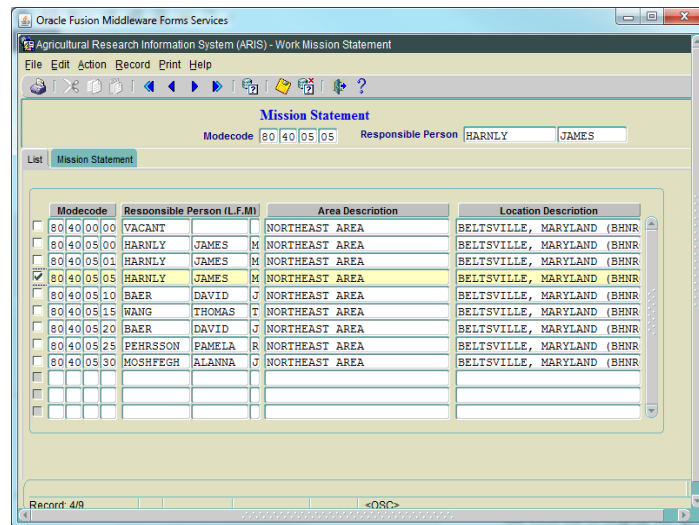 Oracle Fusion Middleware Forms Services
Agricultural Research Information System (ARIS) - Work Mission Statement
File Edit Action Record Print Help
Mission Statement
Modecode 80 40 05 05 Responsible Person HARNLY JAMES
List Mission Statement
Modecode Responsible Person (L,F,M) Area Description Location Description
80 40 00 00 VACANT NORTHEAST AREA BELTSVILLE, MARYLAND (BHNR
80 40 05 00 HARNLY JAMES M NORTHEAST AREA BELTSVILLE, MARYLAND (BHNR
80 40 05 01 HARNLY JAMES M NORTHEAST AREA BELTSVILLE, MARYLAND (BHNR
80 40 05 05 HARNLY JAMES M NORTHEAST AREA BELTSVILLE, MARYLAND (BHNR
80 40 05 10 BAER DAVID J NORTHEAST AREA BELTSVILLE, MARYLAND (BHNR
80 40 05 15 WANG THOMAS T NORTHEAST AREA BELTSVILLE, MARYLAND (BHNR
80 40 05 20 BAER DAVID J NORTHEAST AREA BELTSVILLE, MARYLAND (BHNR
80 40 05 25 PEHRSSON PAMELA R NORTHEAST AREA BELTSVILLE, MARYLAND (BHNR
80 40 05 30 MOSHFEGH ALANNA J NORTHEAST AREA BELTSVILLE, MARYLAND (BHNR
Record: 4/9 <OSC>